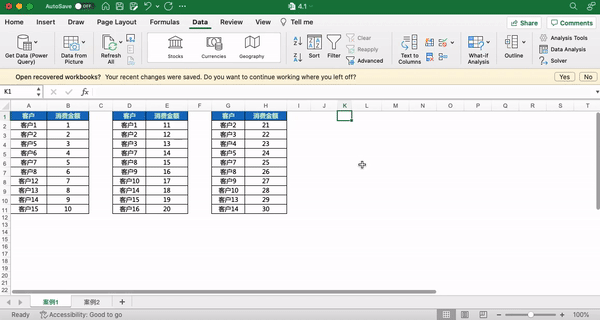 AutoSave OFF 4.1
Home Insert Draw Page Layout Formulas Data Review View Tell me Share Comments
Get Data (Power Query) Refresh All Data from Picture Stocks Currencies Geography Sort Filter Clear Reapply Advanced Text to Columns What-if Analysis Outline Analysis Tools Data Analysis Solver
Open recovered workbooks? Your recent changes were saved. Do you want to continue working where you left off? Yes No
K1 fx
A B C D E F G H I J K L M N O P Q R S T
1 客户 消费金额 客户 消费金额 客户 消费金额
2 客户1 1 客户1 11 客户2 21
3 客户2 2 客户2 12 客户3 22
4 客户5 3 客户3 13 客户4 23
5 客户6 4 客户7 14 客户5 24
6 客户7 5 客户8 15 客户7 25
7 客户8 6 客户9 16 客户8 26
8 客户12 7 客户10 17 客户9 27
9 客户13 8 客户14 18 客户10 28
10 客户14 9 客户15 19 客户13 29
11 客户15 10 客户16 20 客户14 30
12
13
14
15
16
17
18
19
20
21
22
案例1 案例2 +
Ready Accessibility: Good to go 100%